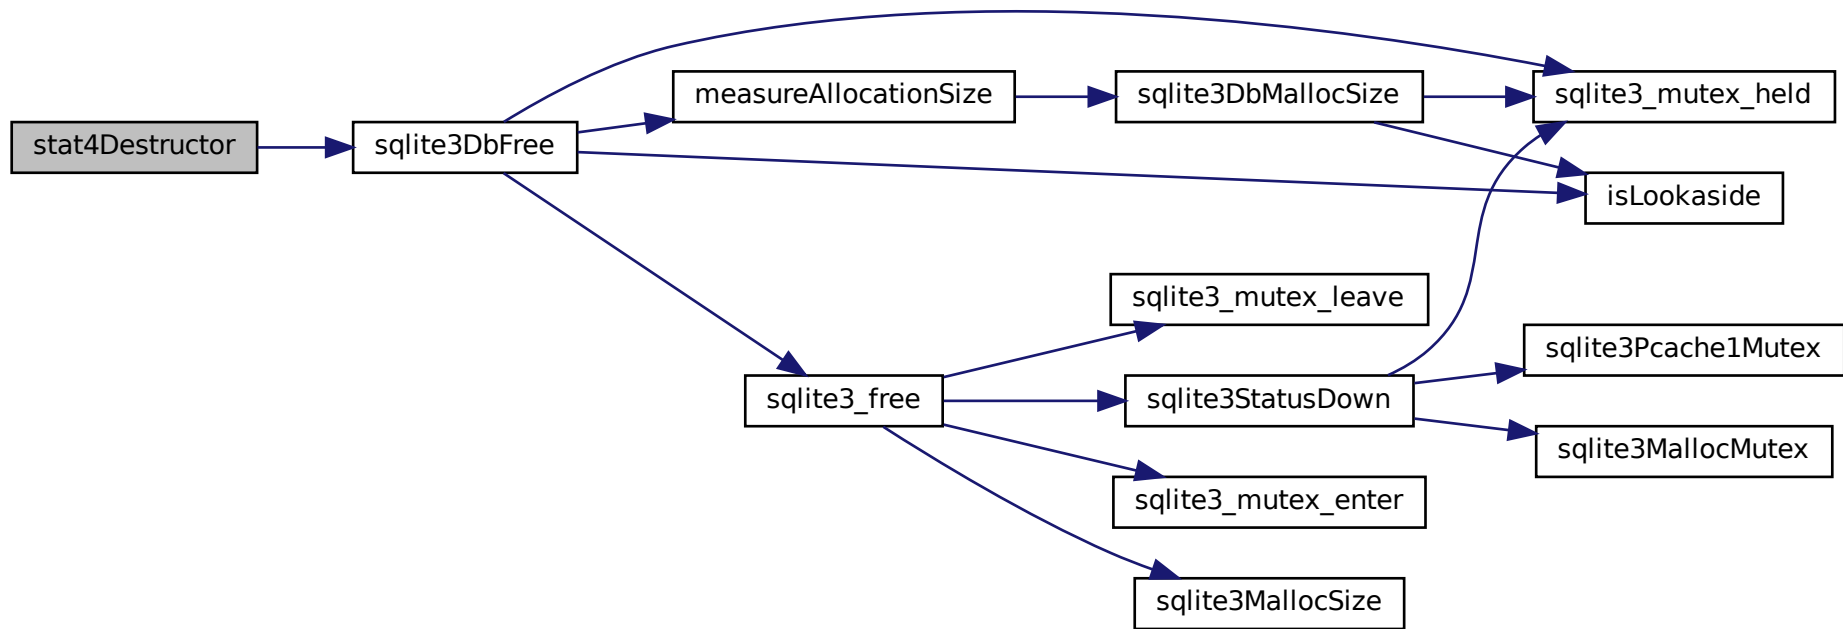 stat4Destructor
sqlite3DbFree
measureAllocationSize
sqlite3DbMallocSize
sqlite3_mutex_held
isLookaside
sqlite3_free
sqlite3_mutex_leave
sqlite3StatusDown
sqlite3Pcache1Mutex
sqlite3MallocMutex
sqlite3_mutex_enter
sqlite3MallocSize